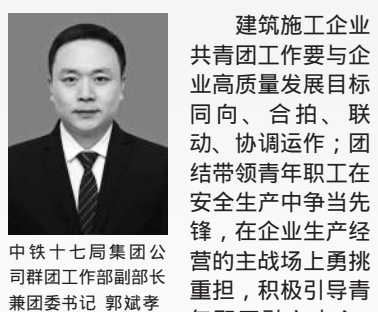 建筑施工企业
共青团工作要与企
业高质量发展目标
同向、合拍、联
动、协调运作；团
结带领青年职工在
安全生产中争当先
锋，在企业生产经
营的主战场上勇挑
重担，积极引导青
中铁十七局集团公
司群团工作部副部长
兼团委书记 郭斌孝